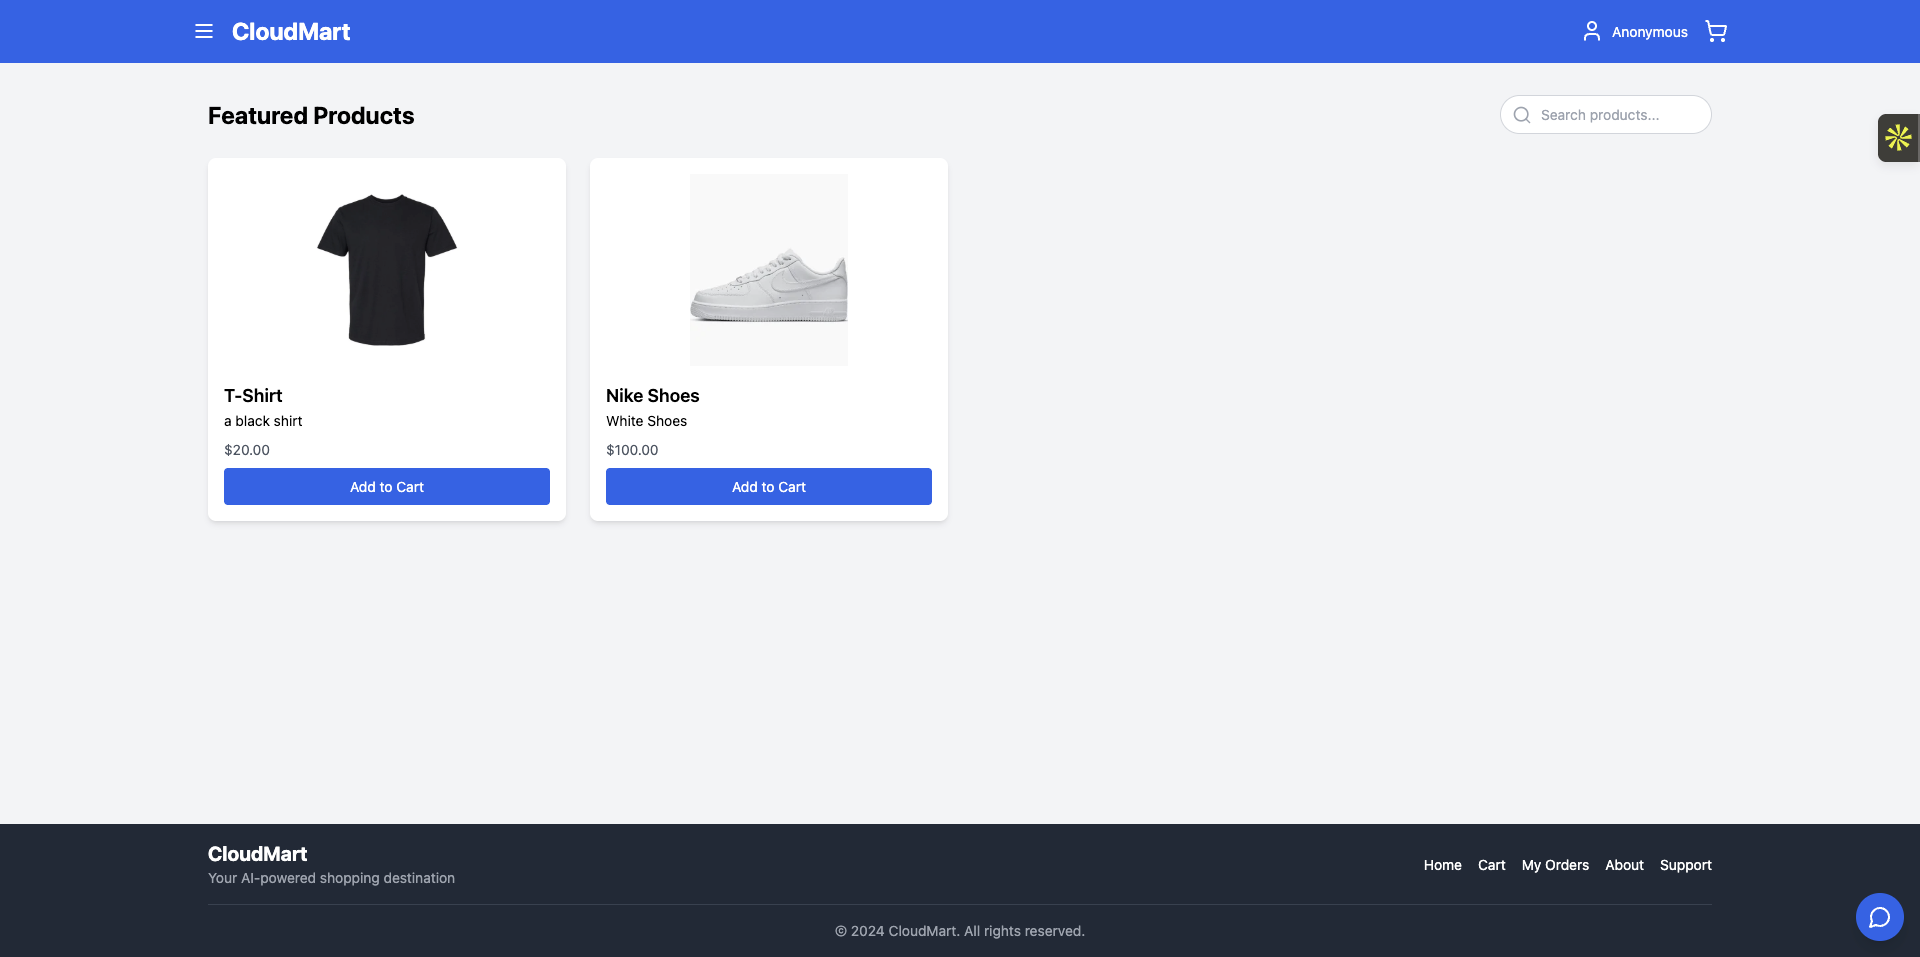 CloudMart
Anonymous
Featured Products
Search products...
T-Shirt
a black shirt
$20.00
Add to Cart
Nike Shoes
White Shoes
$100.00
Add to Cart
CloudMart
Your AI-powered shopping destination
Home Cart My Orders About Support
© 2024 CloudMart. All rights reserved.